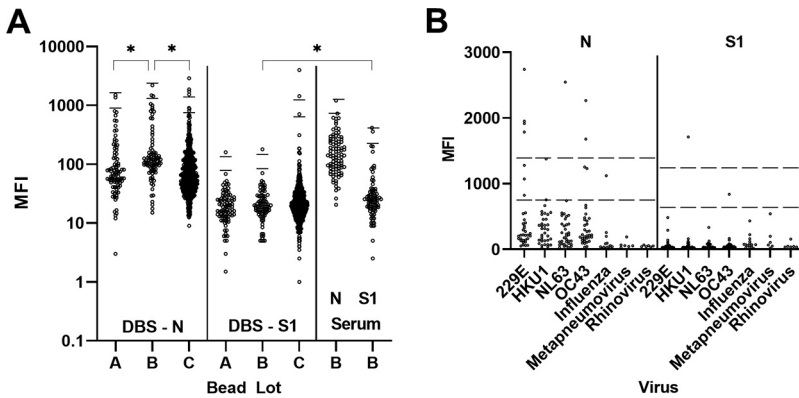 A
*
*
*
10000
1000
100
10
1
0.1
MFI
N S1
DBS - N
DBS - S1
Serum
A B C A B C B B
Bead Lot
B
N
S1
3000
2000
1000
0
MFI
229E
HKU1
NL63
OC43
Influenza
Metapneumovirus
Rhinovirus
229E
HKU1
NL63
OC43
Influenza
Metapneumovirus
Rhinovirus
Virus